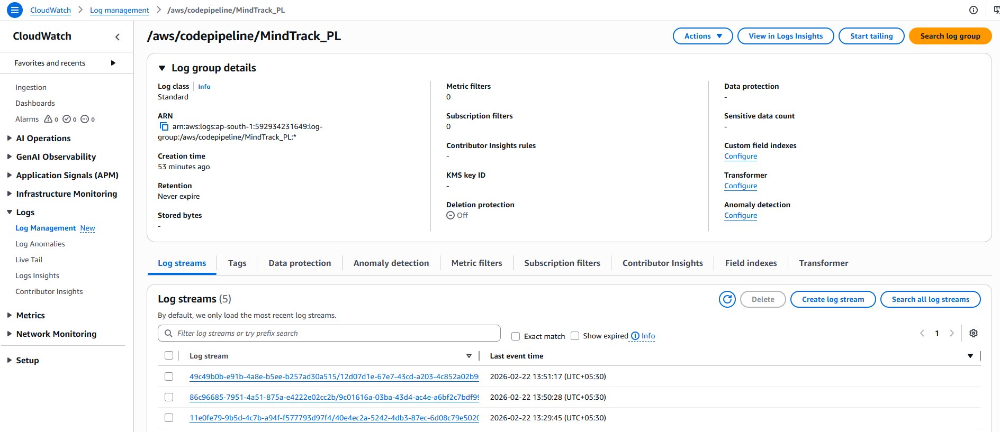 CloudWatch > Log management > /aws/codepipeline/MindTrack_PL
CloudWatch
Favorites and recents
Ingestion
Dashboards
Alarms 0 0 0
AI Operations
GenAI Observability
Application Signals (APM)
Infrastructure Monitoring
Logs
Log Management New
Log Anomalies
Live Tail
Logs Insights
Contributor Insights
Metrics
Network Monitoring
Setup
/aws/codepipeline/MindTrack_PL
Actions View in Logs Insights Start tailing Search log group
Log group details
Log class Info
Standard
ARN
arn:aws:logs:ap-south-1:592934231649:log-
group:/aws/codepipeline/MindTrack_PL:*
Creation time
53 minutes ago
Retention
Never expire
Stored bytes
-
Metric filters
0
Subscription filters
0
Contributor Insights rules
-
KMS key ID
-
Deletion protection
Off
Data protection
-
Sensitive data count
-
Custom field indexes
Configure
Transformer
Configure
Anomaly detection
Configure
Log streams Tags Data protection Anomaly detection Metric filters Subscription filters Contributor Insights Field indexes Transformer
Log streams (5)
Delete Create log stream Search all log streams
By default, we only load the most recent log streams.
Filter log streams or try prefix search
Exact match Show expired Info
1
Log stream Last event time
49c49b0b-e91b-4a8e-b5ee-b257ad30a515/12d07d1e-67e7-43cd-a203-4c852a02b9 2026-02-22 13:51:17 (UTC+05:30)
86c96685-7951-4a51-875a-e4222e02cc2b/9c01616a-03ba-43d4-ac4e-a6bf2c7bdf99 2026-02-22 13:50:28 (UTC+05:30)
11e0fe79-9b5d-4c7b-a94f-f577793d97f4/40e4ec2a-5242-4db3-87ec-6d08c79e5020 2026-02-22 13:29:45 (UTC+05:30)